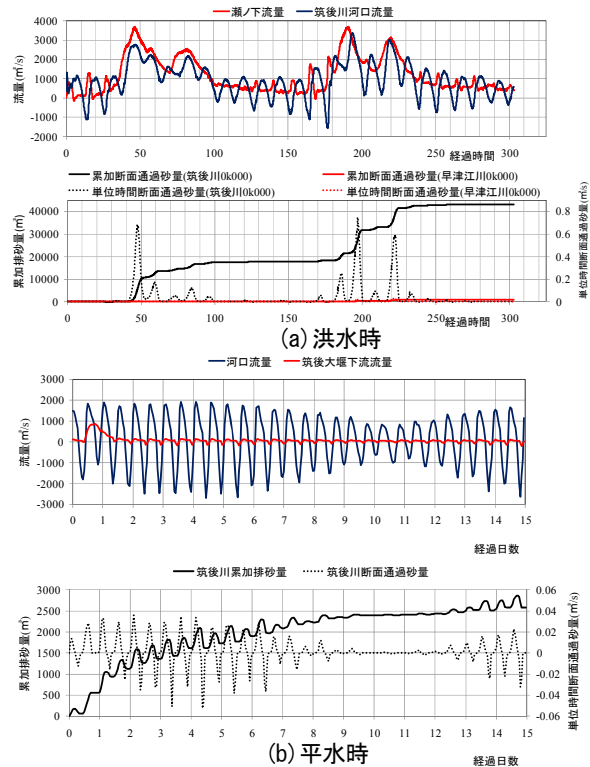 瀬ノ下流量 筑後川河口流量
4000
3000
2000
1000
0
-1000
-2000
流量(㎥/s)
0 50 100 150 200 250 300
経過時間
累加断面通過砂量(筑後川0k000) 累加断面通過砂量(早津江川0k000)
単位時間断面通過砂量(筑後川0k000) 単位時間断面通過砂量(早津江川0k000)
40000
30000
20000
10000
0
累加排砂量(㎥)
0.8
0.6
0.4
0.2
0
単位時間断面通過砂量(㎥/s)
0 50 100 150 200 250 300
経過時間
(a) 洪水時
河口流量 筑後大堰下流流量
3000
2000
1000
0
-1000
-2000
-3000
流量(㎥/s)
0 1 2 3 4 5 6 7 8 9 10 11 12 13 14 15
経過日数
筑後川累加排砂量 筑後川断面通過砂量
3000
2500
2000
1500
1000
500
0
累加排砂量(㎥)
0.06
0.04
0.02
0
-0.02
-0.04
-0.06
単位時間断面通過砂量(㎥/s)
0 1 2 3 4 5 6 7 8 9 10 11 12 13 14 15
(b) 平水時
経過日数